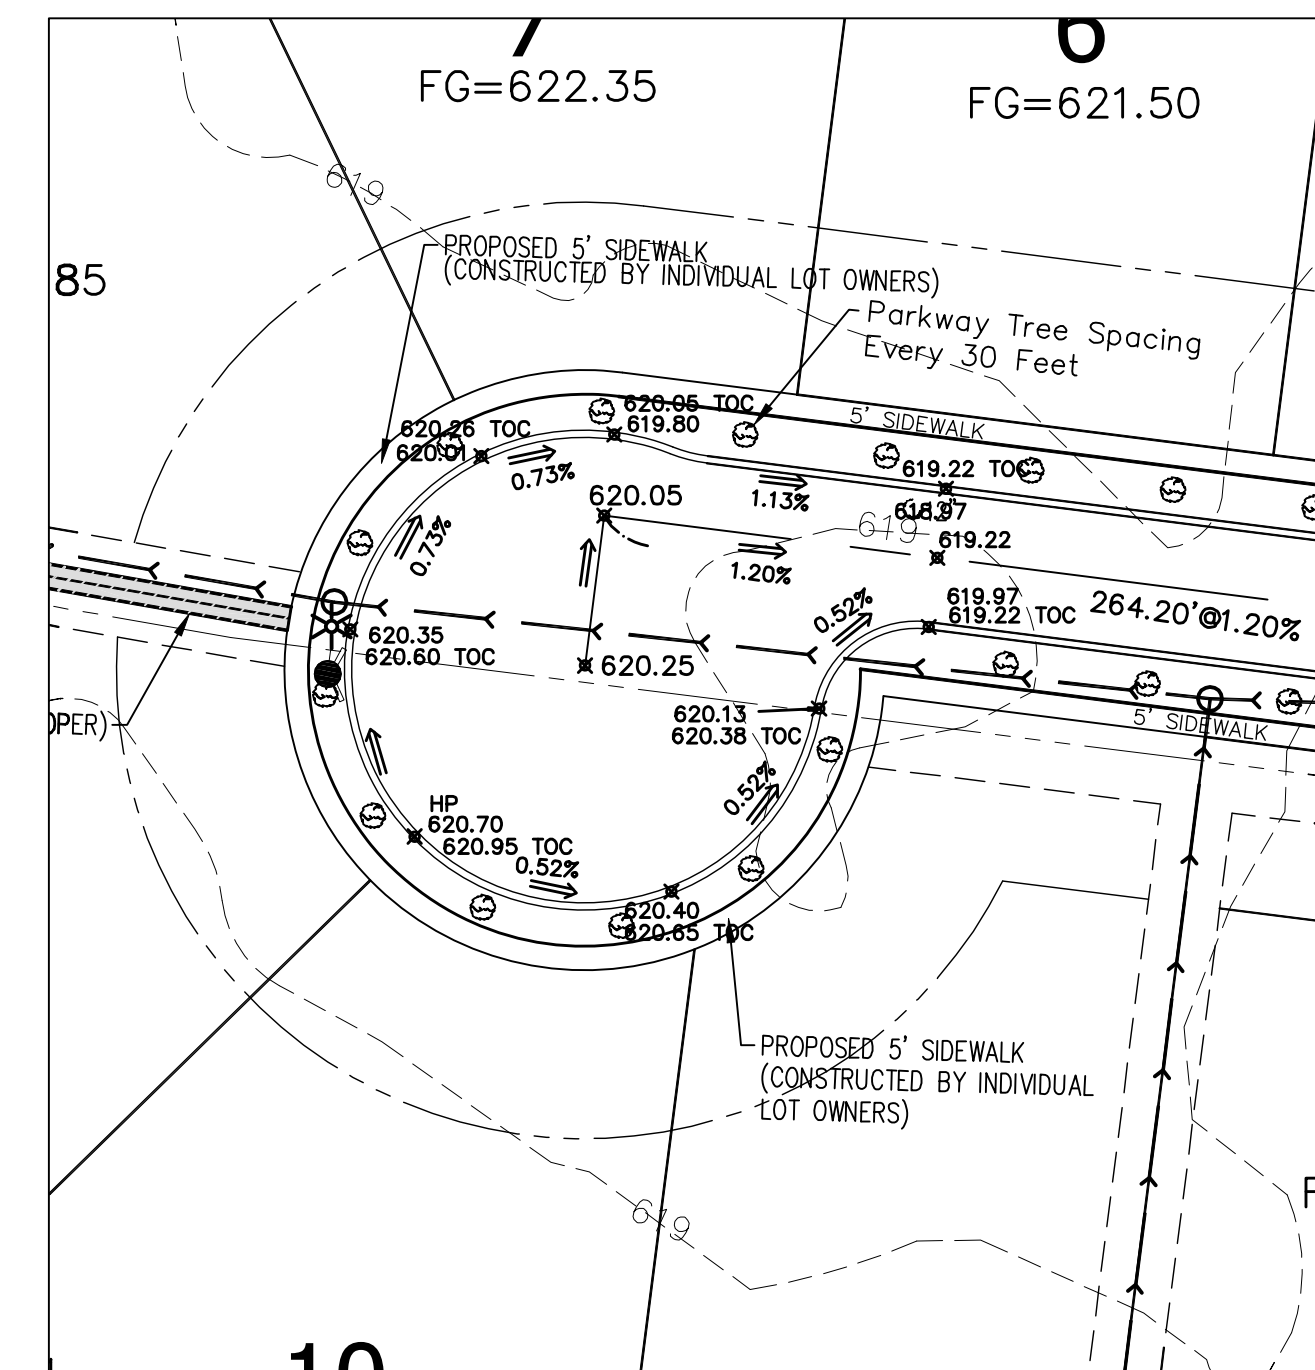 7
FG=622.35
6
FG=621.50
619
85
PROPOSED 5' SIDEWALK
(CONSTRUCTED BY INDIVIDUAL LOT OWNERS)
Parkway Tree Spacing
Every 30 Feet
620.05 TOC
619.80
620.26 TOC
620.01
5' SIDEWALK
0.73%
619.22 TOC
618.97
620.05
1.13%
619
619.22
0.73%
1.20%
619.97
619.22 TOC
264.20'@1.20%
0.52%
620.35
620.60 TOC
620.25
OPER)
620.13
620.38 TOC
5' SIDEWALK
0.52%
HP
620.70
620.95 TOC
0.52%
620.40
620.65 TOC
PROPOSED 5' SIDEWALK
(CONSTRUCTED BY INDIVIDUAL
LOT OWNERS)
619
F
10